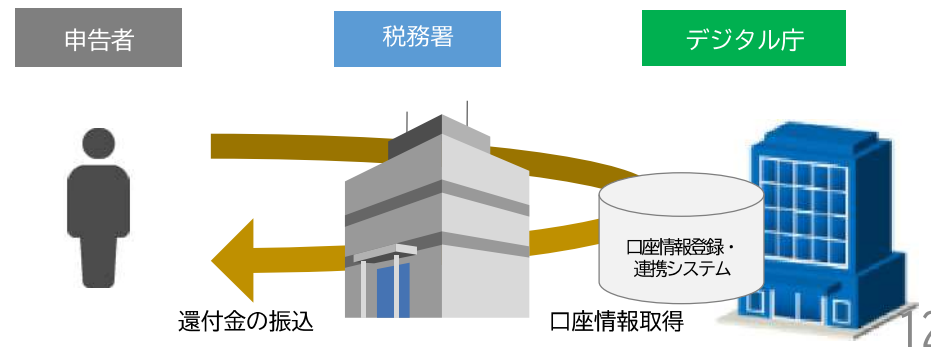 申告者
税務署
デジタル庁
口座情報登録・
連携システム
還付金の振込
口座情報取得
12